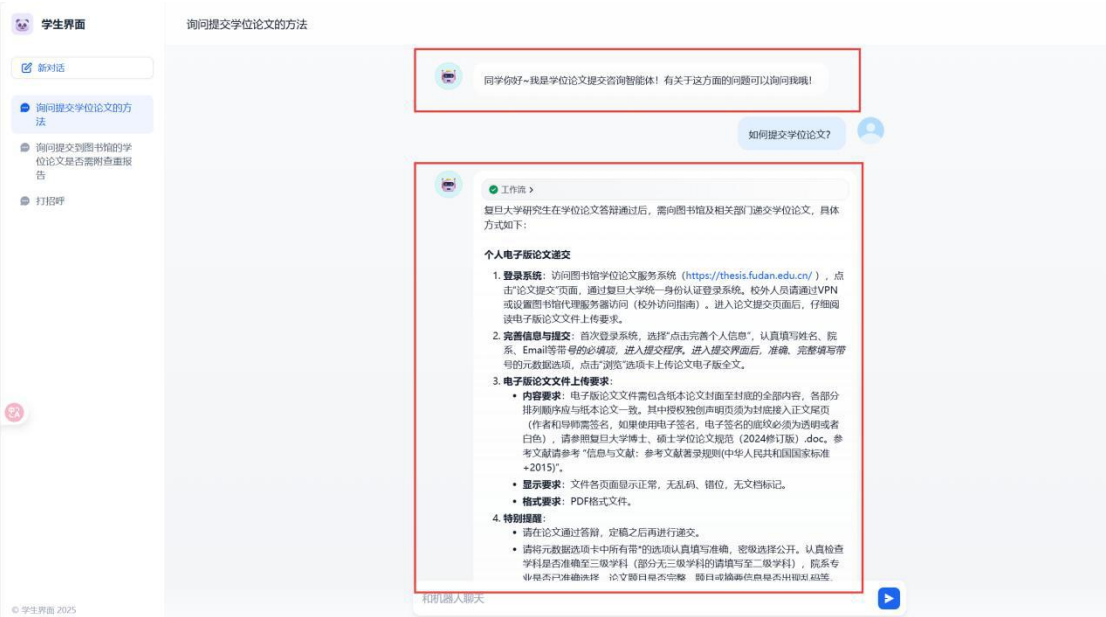 学生界面
询问提交学位论文的方法
新对话
询问提交学位论文的方
法
询问提交到图书馆的学
位论文是否需附查重报
告
打招呼
同学你好~我是学位论文提交咨询智能体！有关于这方面的问题可以询问我哦!
如何提交学位论文?
工作流 >
复旦大学研究生在学位论文答辩通过后，需向图书馆及相关部门递交学位论文，具体
方式如下：
个人电子版论文递交
1. 登录系统：访问图书馆学位论文服务系统（https://thesis.fudan.edu.cn/ ），点
击“论文提交”页面，通过复旦大学统一身份认证登录系统。校外人员请通过VPN
或设置图书馆代理服务器访问（校外访问指南）。进入论文提交页面后，仔细阅
读电子版论文文件上传要求。
2. 完善信息与提交：首次登录系统，选择“点击完善个人信息”，认真填写姓名、院
系、Email等带号的必填项，进入提交程序。进入提交界面后，准确、完整填写带
号的元数据选项，点击“浏览”选项卡上传论文电子版全文。
3. 电子版论文文件上传要求：
• 内容要求：电子版论文文件需包含纸本论文封面至封底的全部内容，各部分
排列顺序应与纸本论文一致。其中授权独创声明页须为封底接入正文尾页
（作者和导师需签名，如果使用电子签名，电子签名的底纹必须为透明或者
白色），请参照复旦大学博士、硕士学位论文规范（2024修订版）.doc。参
考文献请参考 “信息与文献：参考文献著录规则(中华人民共和国国家标准
+2015)”。
• 显示要求：文件各页面显示正常，无乱码、错位，无文档标记。
• 格式要求：PDF格式文件。
4. 特别提醒：
• 请在论文通过答辩，定稿之后再进行递交。
• 请将元数据选项卡中所有带*的选项认真填写准确，密级选择公开。认真检查
学科是否准确至三级学科（部分无三级学科的请填写至二级学科），院系专
业是否已准确选择，论文题目是否完整，题目或摘要信息是否出现乱码等。
和机器人聊天
© 学生界面 2025